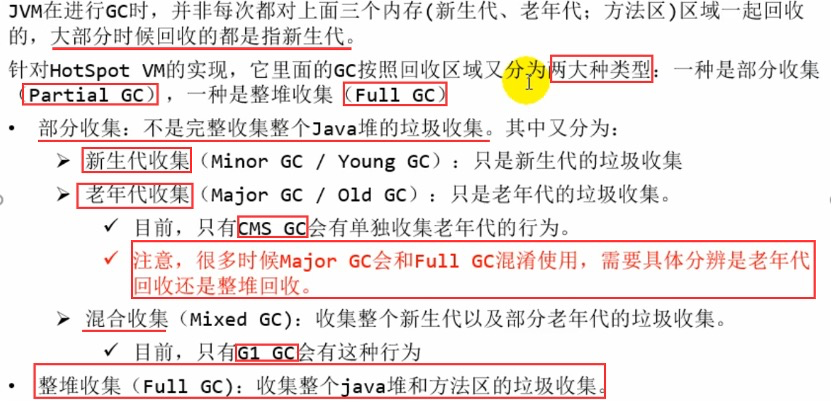 JVM在进行GC时，并非每次都对上面三个内存(新生代、老年代；方法区)区域一起回收
的，大部分时候回收的都是指新生代。
针对HotSpot VM的实现，它里面的GC按照回收区域又分为两大种类型：一种是部分收集
（Partial GC），一种是整堆收集（Full GC）
• 部分收集：不是完整收集整个Java堆的垃圾收集。其中又分为：
➢ 新生代收集（Minor GC / Young GC）：只是新生代的垃圾收集
➢ 老年代收集（Major GC / Old GC）：只是老年代的垃圾收集。
✓ 目前，只有CMS GC会有单独收集老年代的行为。
✓ 注意，很多时候Major GC会和Full GC混淆使用，需要具体分辨是老年代
回收还是整堆回收。
➢ 混合收集（Mixed GC)：收集整个新生代以及部分老年代的垃圾收集。
✓ 目前，只有G1 GC会有这种行为
• 整堆收集（Full GC)：收集整个java堆和方法区的垃圾收集。